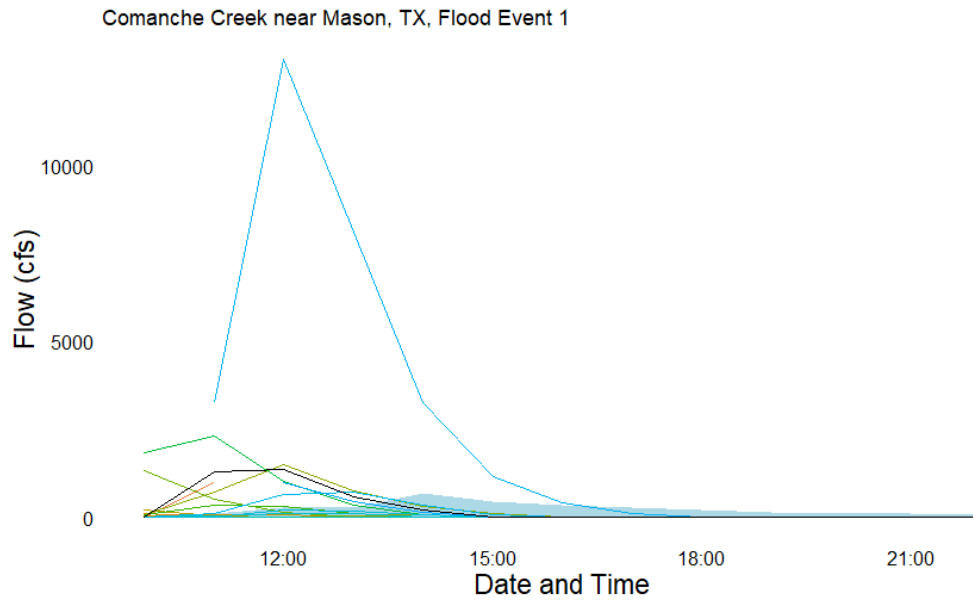 Comanche Creek near Mason, TX, Flood Event 1
10000
5000
0
Flow (cfs)
12:00 15:00 18:00 21:00
Date and Time